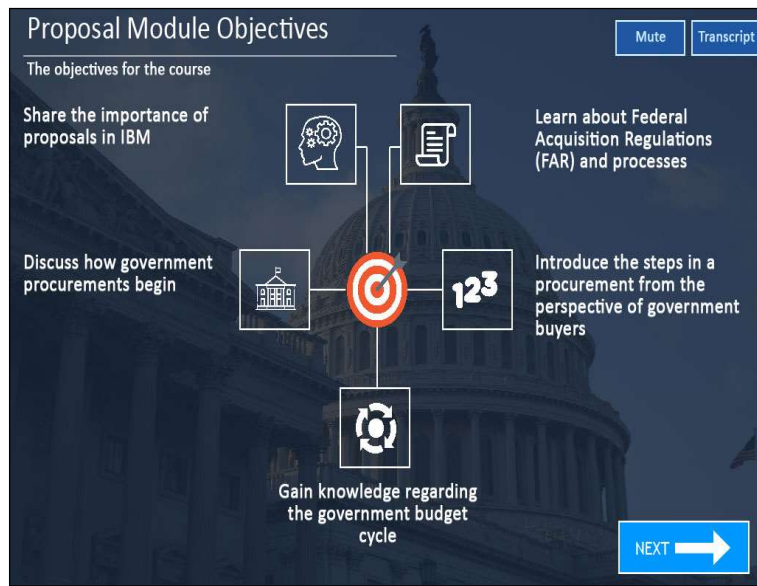 Proposal Module Objectives
Mute
Transcript
The objectives for the course
Share the importance of
proposals in IBM
Learn about Federal
Acquisition Regulations
(FAR) and processes
Discuss how government
procurements begin
123
Introduce the steps in a
procurement from the
perspective of government
buyers
Gain knowledge regarding
the government budget
cycle
NEXT